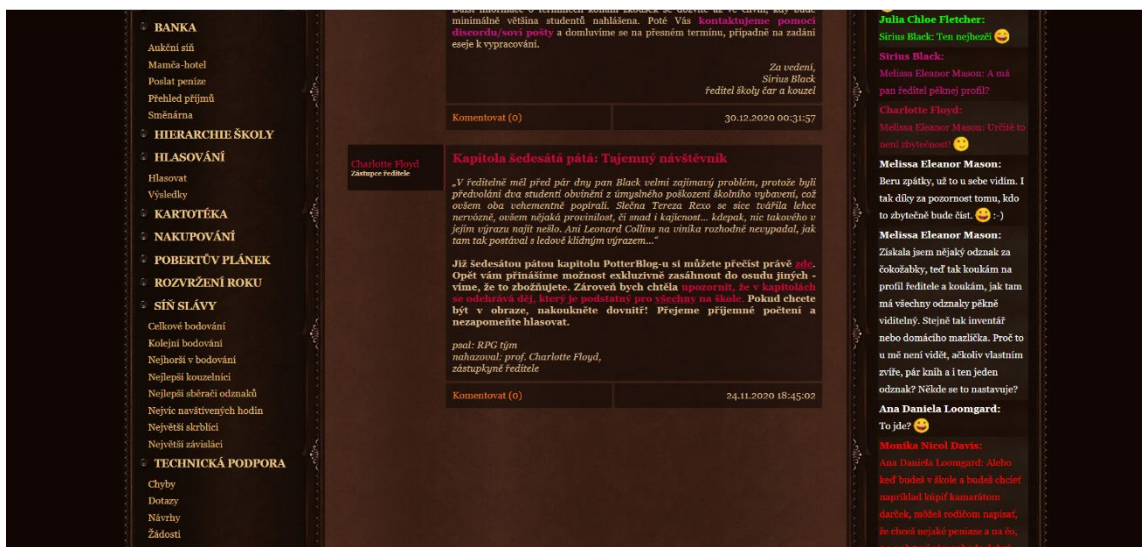 BANKA
Aukční síň
Mamča-hotel
Poslat peníze
Přehled příjmů
Směnárna
HIERARCHIE ŠKOLY
HLASOVÁNÍ
Hlasovat
Výsledky
KARTOTÉKA
NAKUPOVÁNÍ
POBERTŮV PLÁNEK
ROZVRŽENÍ ROKU
SÍŇ SLÁVY
Celkové bodování
Kolejní bodování
Nejhorší v bodování
Nejlepší kouzelníci
Nejlepší sběrači odznaků
Nejvíc navštívených hodin
Největší skrblíci
Největší závisláci
TECHNICKÁ PODPORA
Chyby
Dotazy
Návrhy
Žádosti
Další informace o termínech konání zkoušek se dozvíte až ve chvíli, kdy bude
minimálně většina studentů nahlášena. Poté Vás kontaktujeme pomocí
discordu/soví pošty a domluvíme se na přesném termínu, případně na zadání
eseje k vypracování.
Za vedení,
Sirius Black
ředitel školy čar a kouzel
Komentovat (0)
30.12.2020 00:31:57
Charlotte Floyd
Zástupce ředitele
Kapitola šedesátá pátá: Tajemný návštěvník
„V ředitelně měl před pár dny pan Black velmi zajímavý problém, protože byli
předvoláni dva studenti obvinění z úmyslného poškození školního vybavení, což
ovšem oba vehementně popírali. Slečna Tereza Rexo se sice tvářila lehce
nervózně, ovšem nějaká provinilost, či snad i kajícnost... kdepak, nic takového v
jejím výrazu najít nešlo. Ani Leonard Collins na viníka rozhodně nevypadal, jak
tam tak postával s ledově klidným výrazem...“
Již šedesátou pátou kapitolu PotterBlog-u si můžete přečíst právě zde.
Opět vám přinášíme možnost exkluzivně zasáhnout do osudu jiných -
víme, že to zbožňujete. Zároveň bych chtěla upozornit, že v kapitolách
se odehrává děj, který je podstatný pro všechny na škole. Pokud chcete
být v obraze, nakoukněte dovnitř! Přejeme příjemné počtení a
nezapomeňte hlasovat.
psal: RPG tým
nahazoval: prof. Charlotte Floyd,
zástupkyně ředitele
Komentovat (0)
24.11.2020 18:45:02
Julia Chloe Fletcher:
Sirius Black: Ten nejhezčí
Sirius Black:
Melissa Eleanor Mason: A má
pan ředitel pěknej profil?
Charlotte Floyd:
Melissa Eleanor Mason: Určitě to
není zbytečnost!
Melissa Eleanor Mason:
Beru zpátky, už to u sebe vidím. I
tak díky za pozornost tomu, kdo
to zbytečně bude číst. :-)
Melissa Eleanor Mason:
Získala jsem nějaký odznak za
čokožabky, teď tak koukám na
profil ředitele a koukám, jak tam
má všechny odznaky pěkně
viditelný. Stejně tak inventář
nebo domácího mazlíčka. Proč to
u mě není vidět, ačkoliv vlastním
zvíře, pár knih a i ten jeden
odznak? Někde se to nastavuje?
Ana Daniela Loomgard:
To jde?
Monika Nicol Davis:
Ana Daniela Loomgard: Alebo
keď budeš v škole a budeš chcieť
napríklad kúpiť kamarátom
darček, môžeš rodičom napísať,
že chceš nejaké peniaze a na čo,